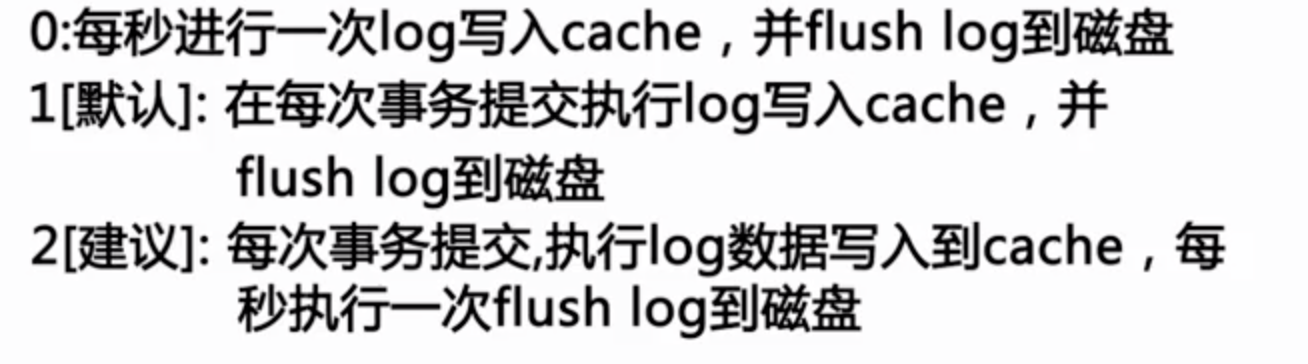 0:每秒进行一次log写入cache，并flush log到磁盘
1[默认]: 在每次事务提交执行log写入cache，并
flush log到磁盘
2[建议]: 每次事务提交,执行log数据写入到cache，每
秒执行一次flush log到磁盘